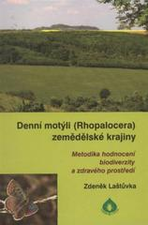 Denní motýli (Rhopalocera)
zemědělské krajiny
Metodika hodnocení
biodiverzity
a zdravého prostředí
Zdeněk Laštůvka